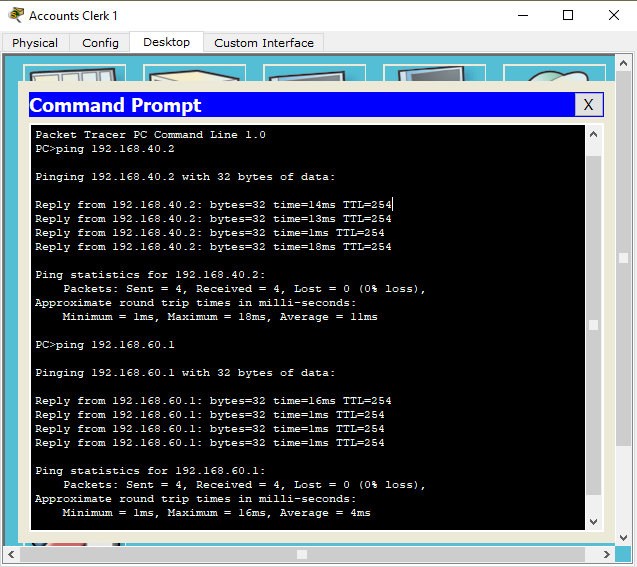 Accounts Clerk 1
Physical Config Desktop Custom Interface
Command Prompt X
Packet Tracer PC Command Line 1.0
PC>ping 192.168.40.2
Pinging 192.168.40.2 with 32 bytes of data:
Reply from 192.168.40.2: bytes=32 time=14ms TTL=254
Reply from 192.168.40.2: bytes=32 time=13ms TTL=254
Reply from 192.168.40.2: bytes=32 time=1ms TTL=254
Reply from 192.168.40.2: bytes=32 time=18ms TTL=254
Ping statistics for 192.168.40.2:
Packets: Sent = 4, Received = 4, Lost = 0 (0% loss),
Approximate round trip times in milli-seconds:
Minimum = 1ms, Maximum = 18ms, Average = 11ms
PC>ping 192.168.60.1
Pinging 192.168.60.1 with 32 bytes of data:
Reply from 192.168.60.1: bytes=32 time=16ms TTL=254
Reply from 192.168.60.1: bytes=32 time=1ms TTL=254
Reply from 192.168.60.1: bytes=32 time=1ms TTL=254
Reply from 192.168.60.1: bytes=32 time=1ms TTL=254
Ping statistics for 192.168.60.1:
Packets: Sent = 4, Received = 4, Lost = 0 (0% loss),
Approximate round trip times in milli-seconds:
Minimum = 1ms, Maximum = 16ms, Average = 4ms